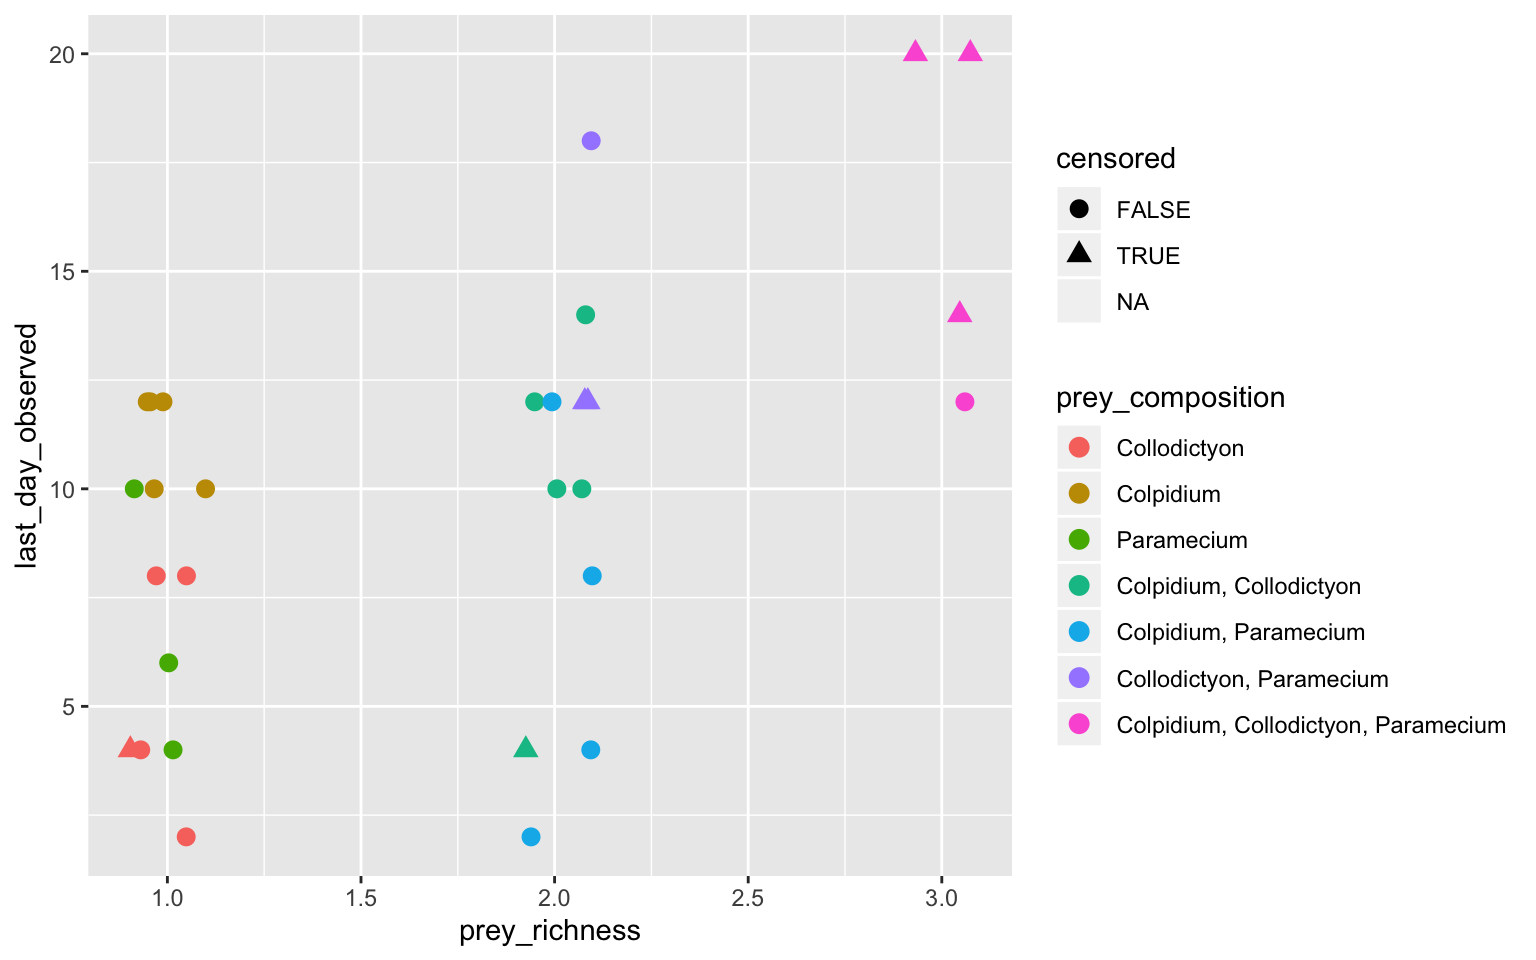 20
15
10
5
last_day_observed
1.0
1.5
2.0
2.5
3.0
prey_richness
censored
FALSE
TRUE
NA
prey_composition
Collodictyon
Colpidium
Paramecium
Colpidium, Collodictyon
Colpidium, Paramecium
Collodictyon, Paramecium
Colpidium, Collodictyon, Paramecium